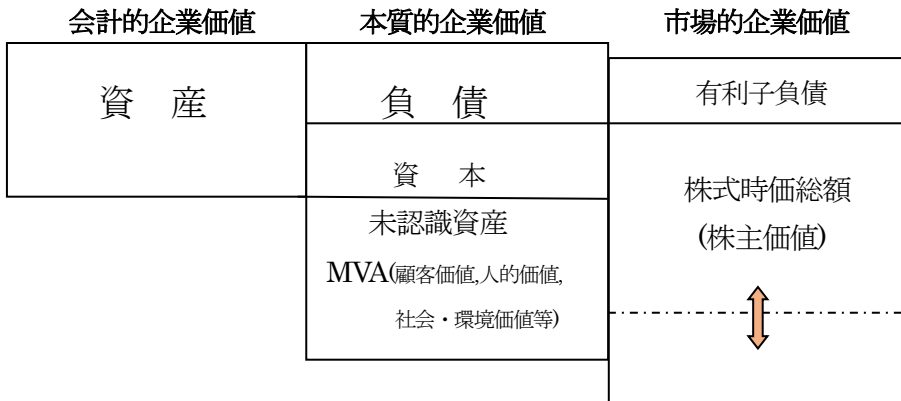 会計的企業価値
本質的企業価値
市場的企業価値
資 産
負 債
有利子負債
資 本
株式時価総額
(株主価値)
未認識資産
MVA(顧客価値,人的価値,
社会・環境価値等)